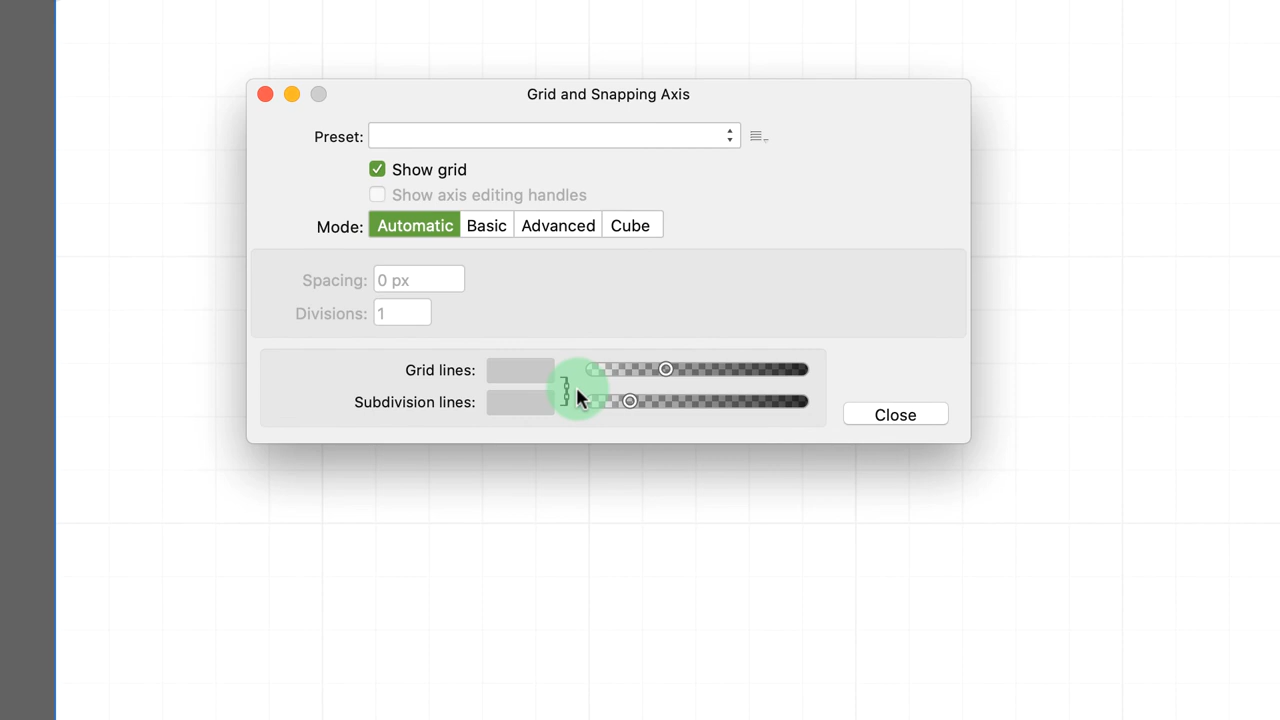 Grid and Snapping Axis
Preset:
Show grid
Show axis editing handles
Mode: Automatic Basic Advanced Cube
Spacing: 0 px
Divisions: 1
Grid lines:
Subdivision lines:
Close